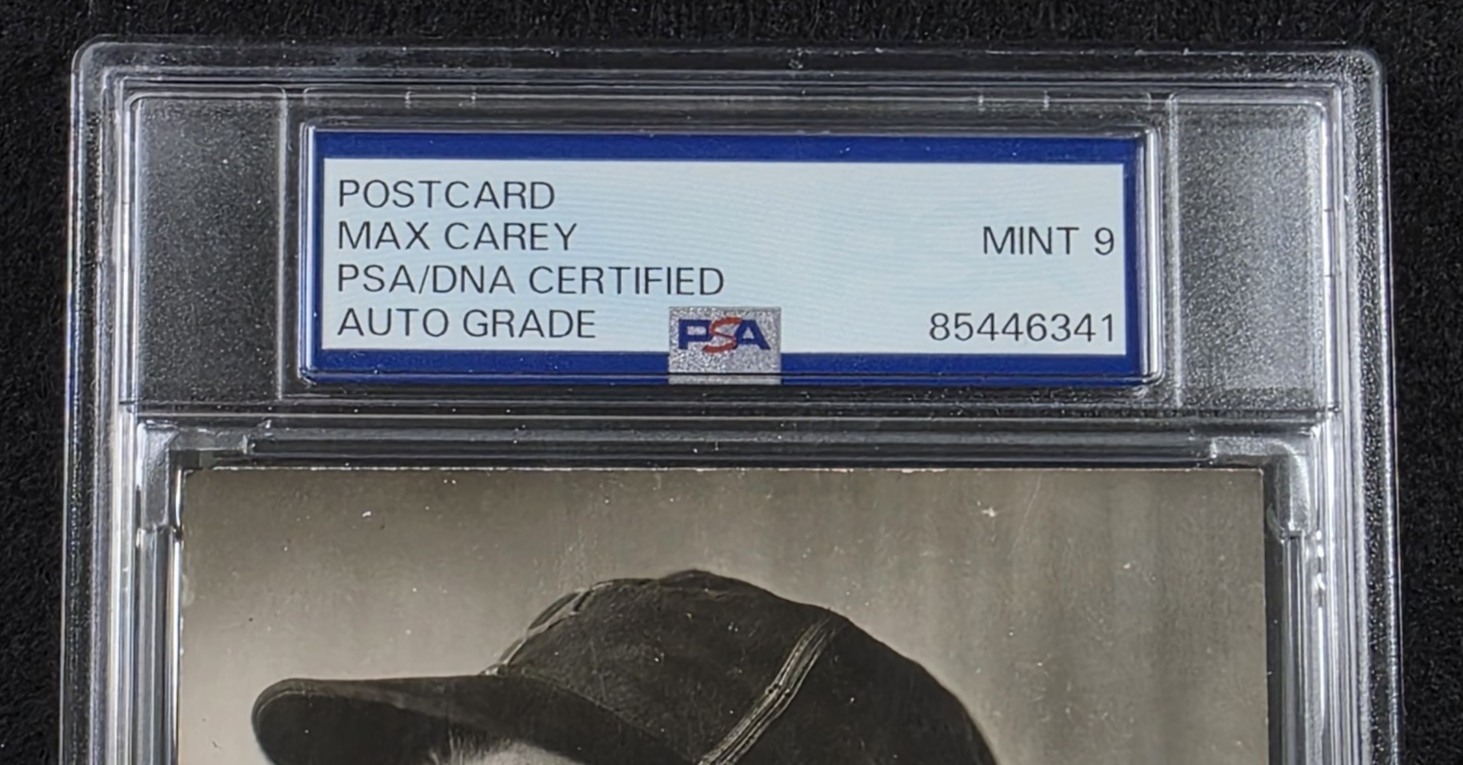 POSTCARD
MAX CAREY
MINT 9
PSA/DNA CERTIFIED
AUTO GRADE
PSA
85446341